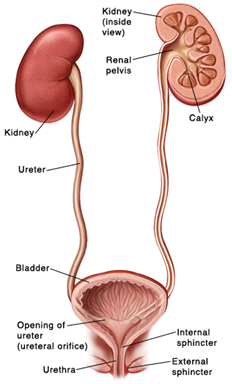 Kidney
(inside
view)
Renal
pelvis
Calyx
Kidney
Ureter
Bladder
Opening of
ureter
(ureteral orifice)
Internal
sphincter
Urethra
External
sphincter